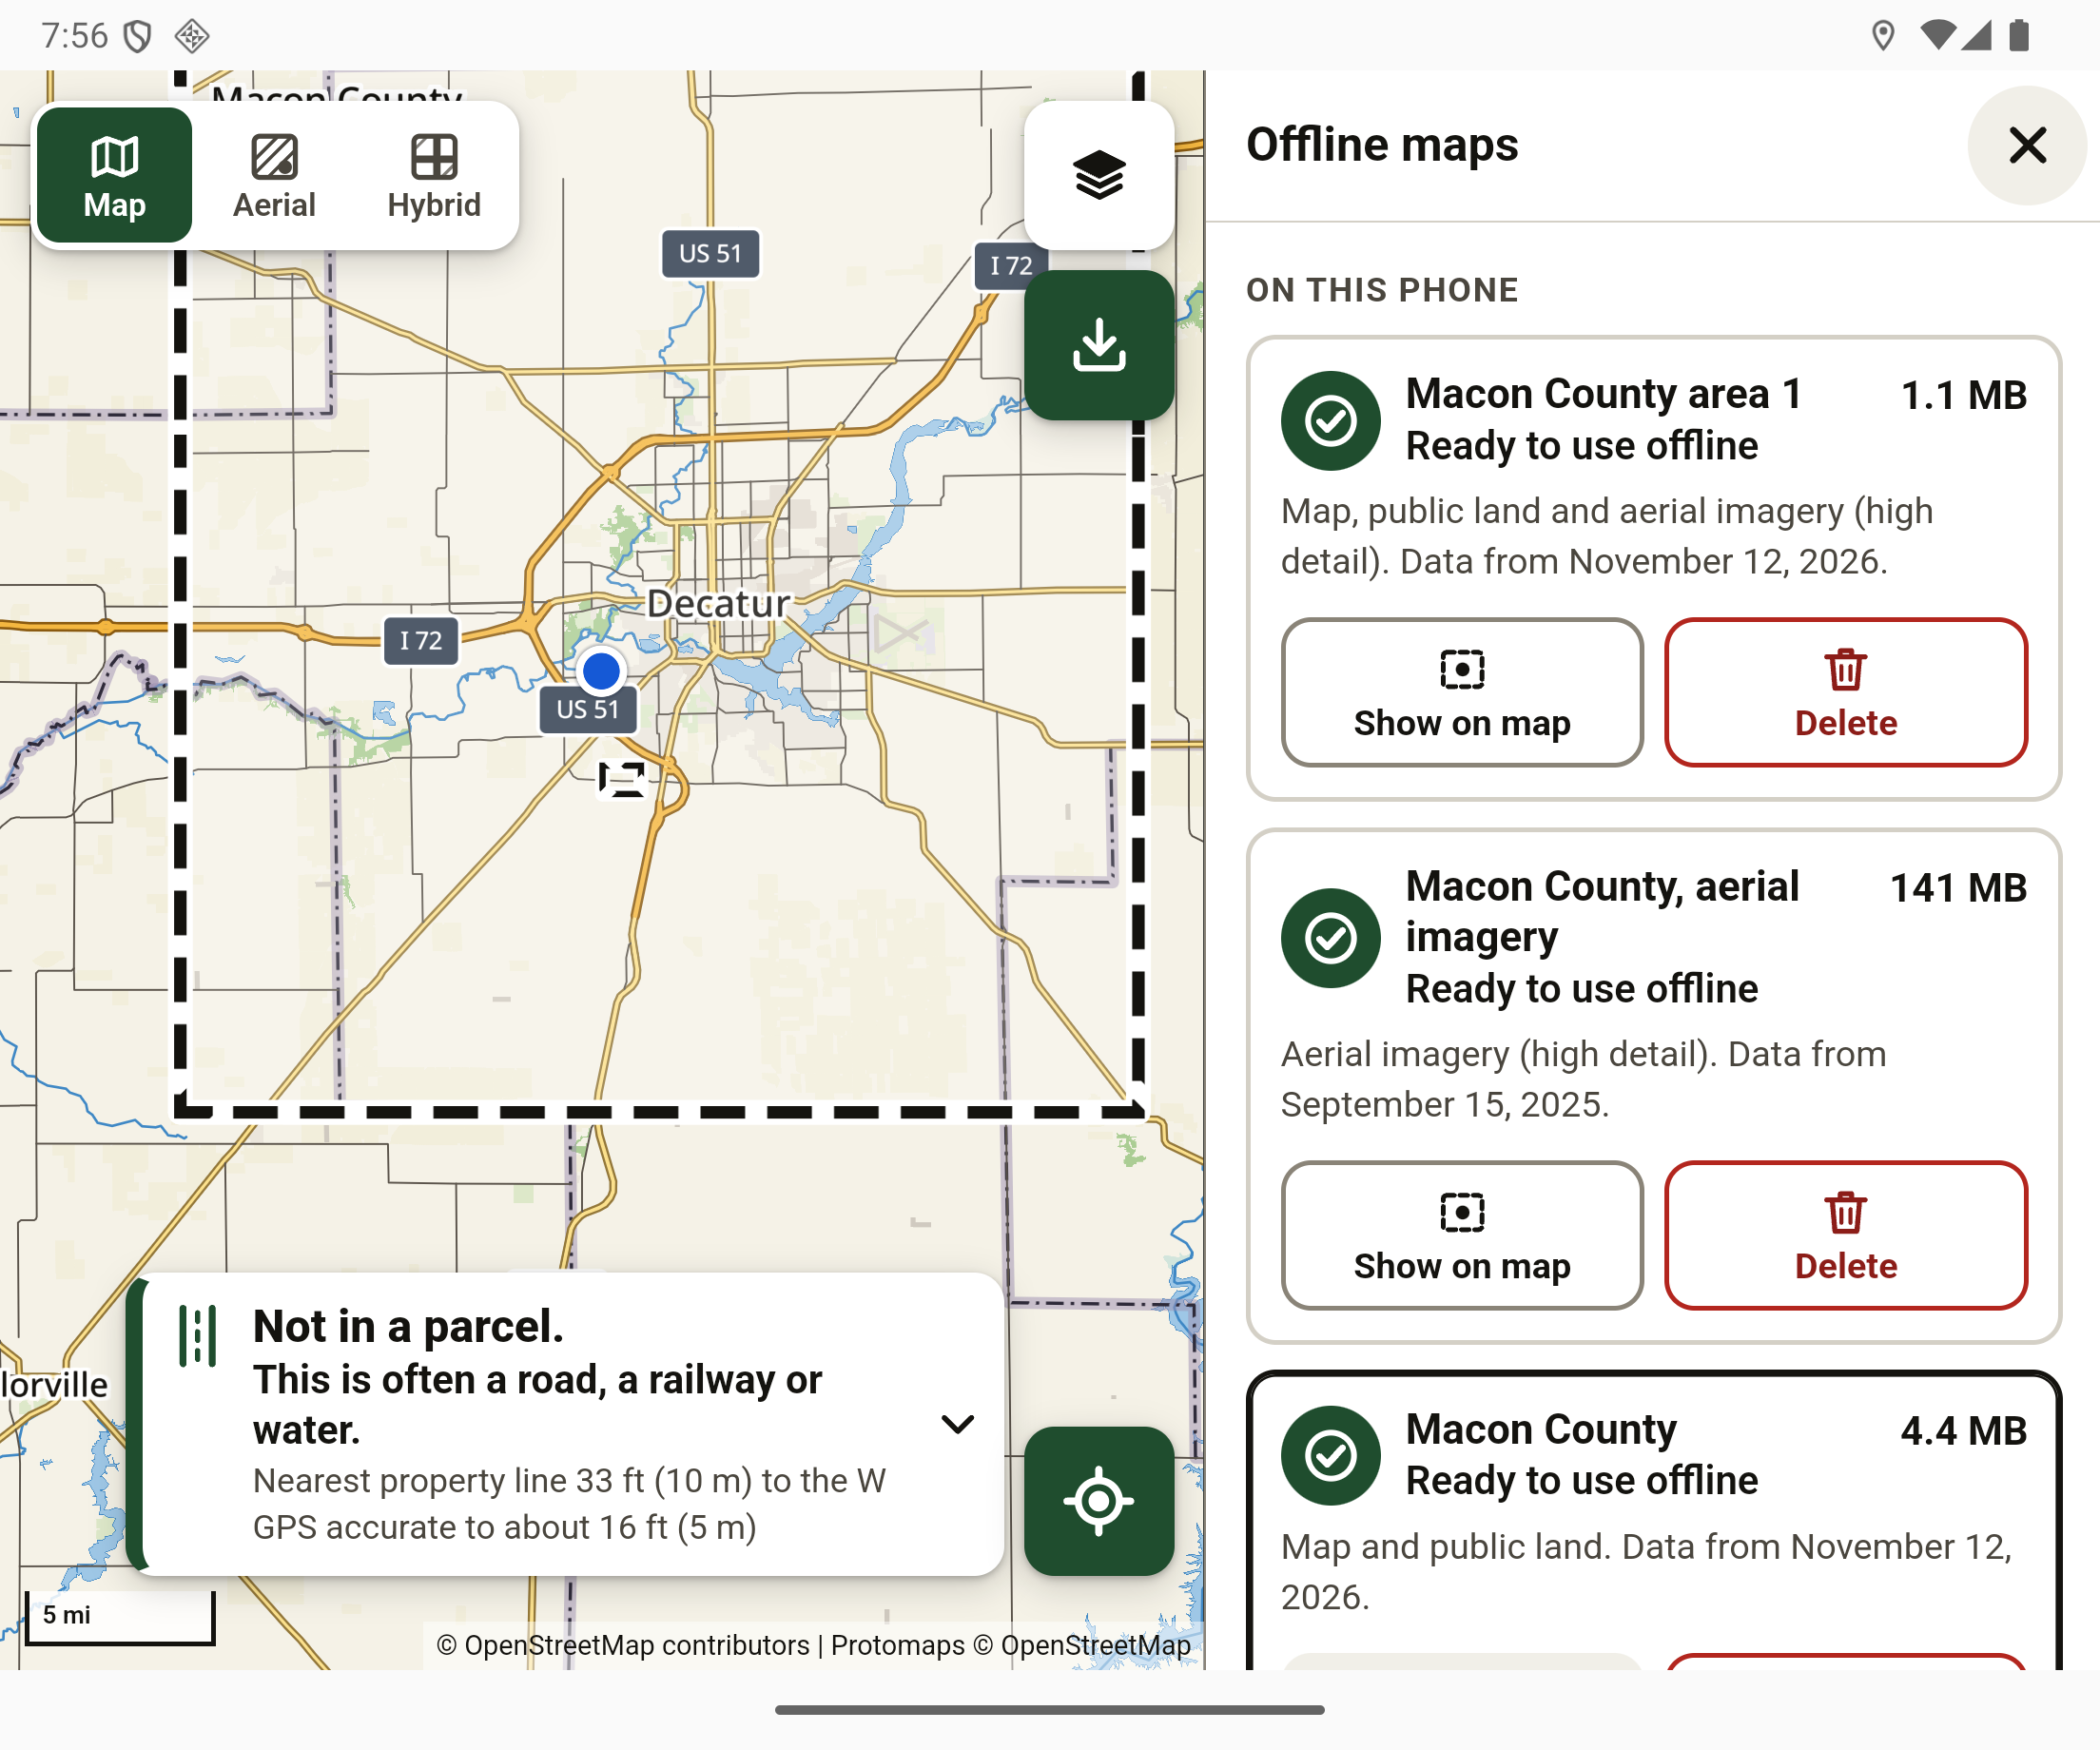 7:56
Macon County
Map
Aerial
Hybrid
US 51
I 72
Decatur
I 72
US 51
lorville
Not in a parcel.
This is often a road, a railway or
water.
Nearest property line 33 ft (10 m) to the W
GPS accurate to about 16 ft (5 m)
5 mi
© OpenStreetMap contributors | Protomaps © OpenStreetMap
Offline maps
ON THIS PHONE
Macon County area 1
1.1 MB
Ready to use offline
Map, public land and aerial imagery (high
detail). Data from November 12, 2026.
Show on map
Delete
Macon County, aerial
imagery
141 MB
Ready to use offline
Aerial imagery (high detail). Data from
September 15, 2025.
Show on map
Delete
Macon County
4.4 MB
Ready to use offline
Map and public land. Data from November 12,
2026.